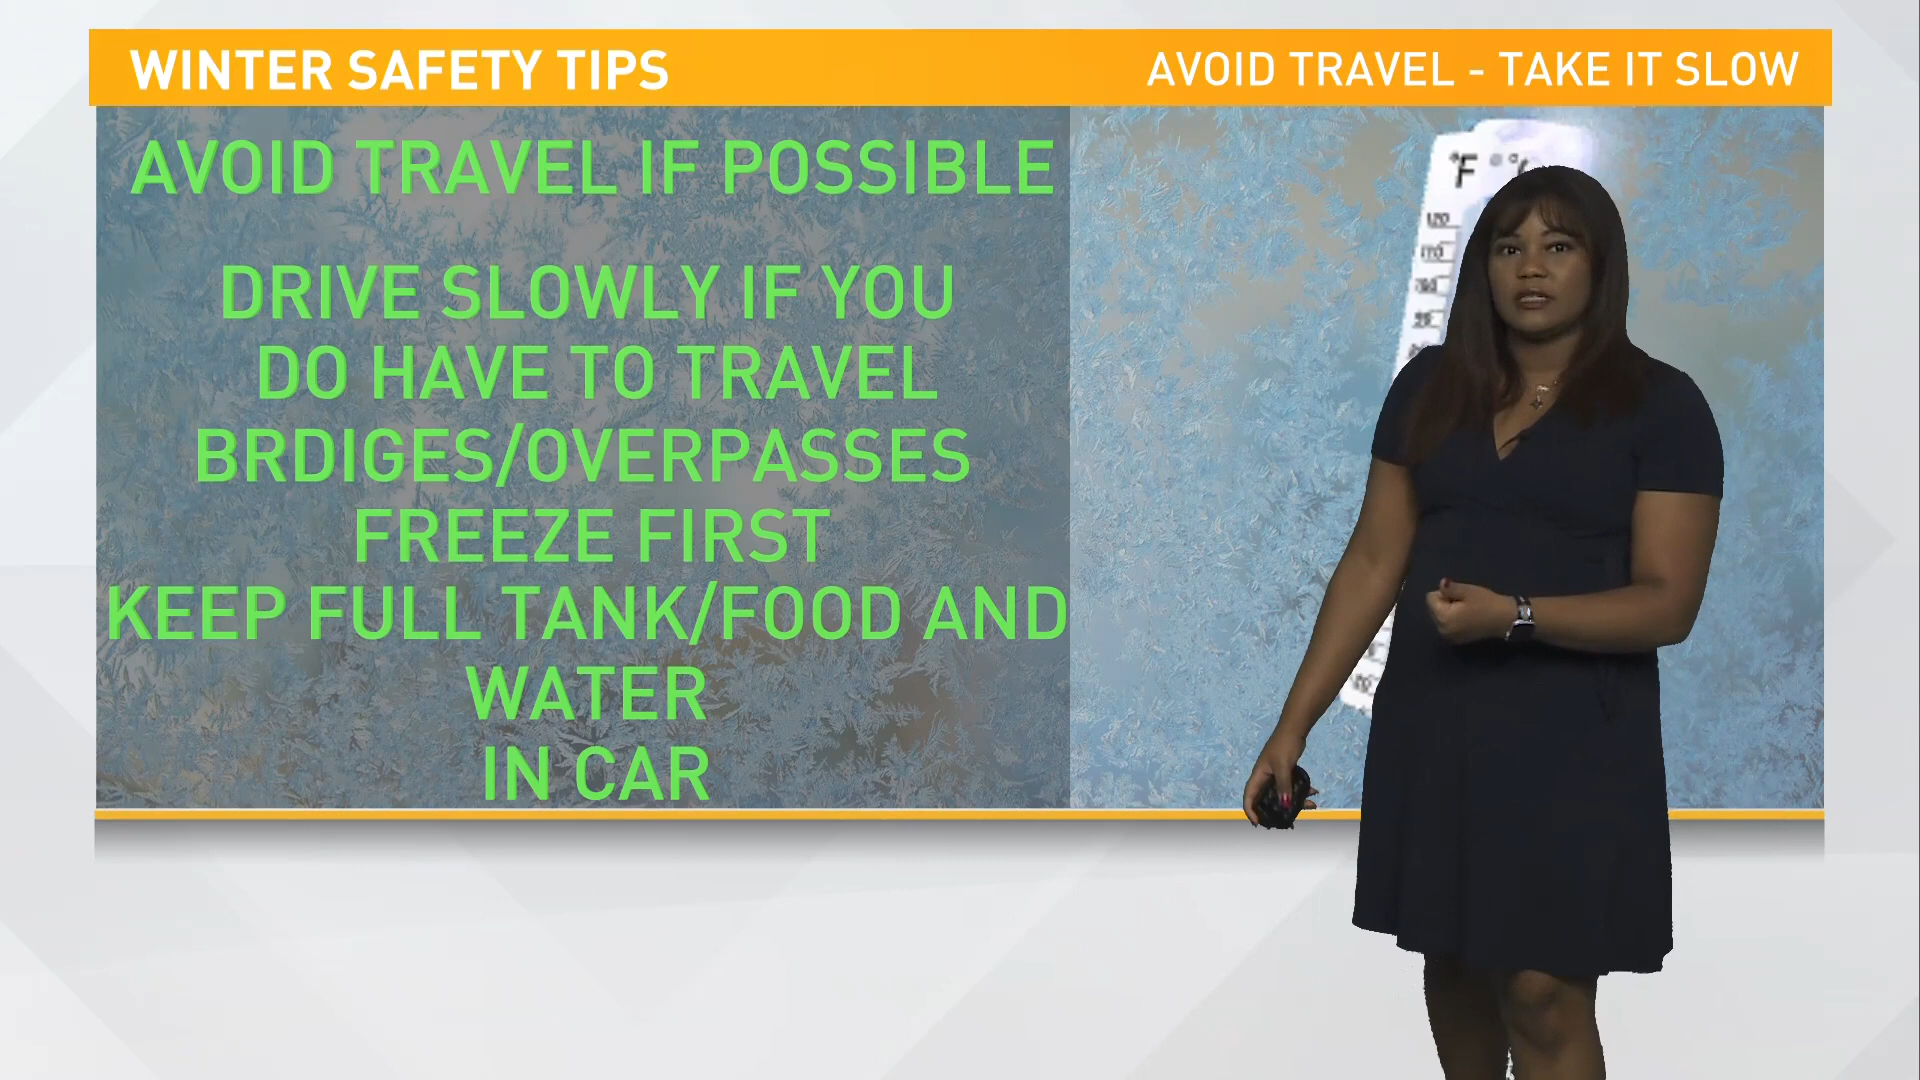 WINTER SAFETY TIPS
AVOID TRAVEL - TAKE IT SLOW
AVOID TRAVEL IF POSSIBLE
DRIVE SLOWLY IF YOU
DO HAVE TO TRAVEL
BRDIGES/OVERPASSES
FREEZE FIRST
KEEP FULL TANK/FOOD AND
WATER
IN CAR
°F
120